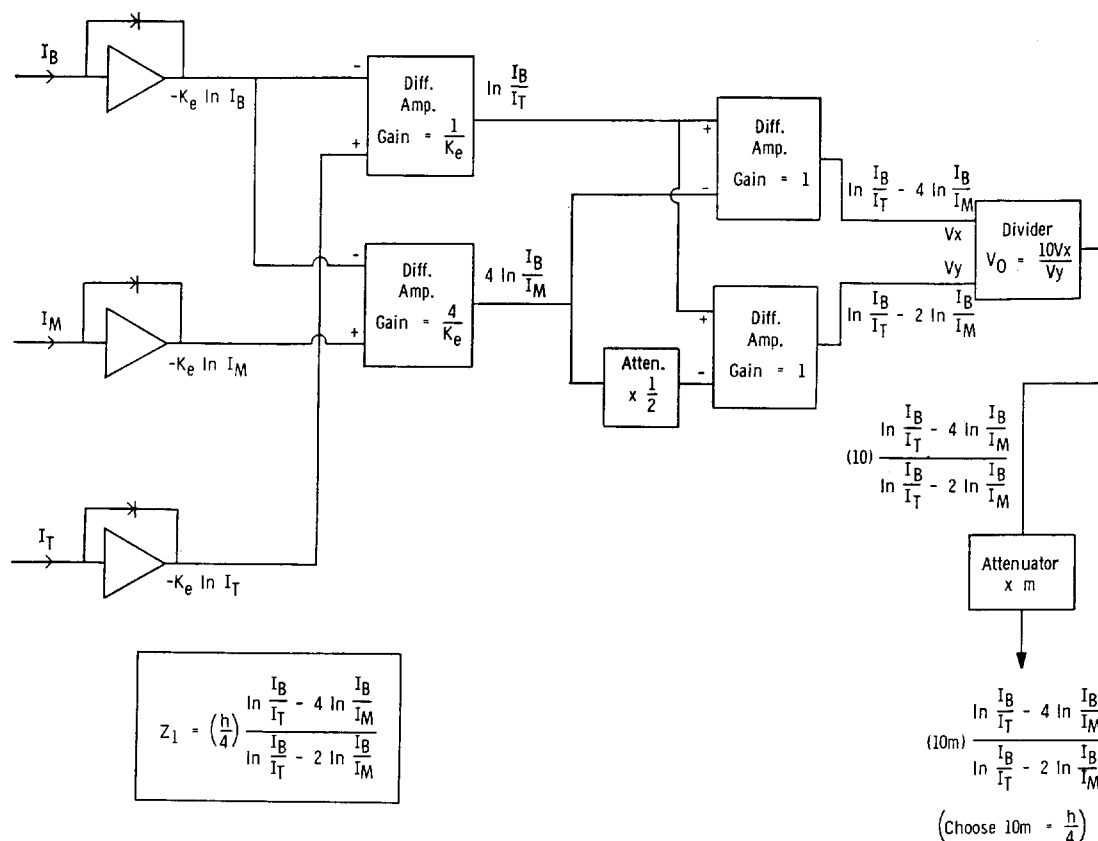 I_B
-K_e ln I_B
-
+
Diff.
Amp.
Gain = 1/K_e
ln I_B/I_T
I_M
-K_e ln I_M
-
+
Diff.
Amp.
Gain = 4/K_e
4 ln I_B/I_M
I_T
-K_e ln I_T
+
-
Diff.
Amp.
Gain = 1
ln I_B/I_T - 4 ln I_B/I_M
Atten.
x 1/2
+
-
Diff.
Amp.
Gain = 1
ln I_B/I_T - 2 ln I_B/I_M
Vx
Vy
Divider
V_O = 10Vx/Vy
(10) (ln I_B/I_T - 4 ln I_B/I_M)/(ln I_B/I_T - 2 ln I_B/I_M)
Attenuator
x m
(10m) (ln I_B/I_T - 4 ln I_B/I_M)/(ln I_B/I_T - 2 ln I_B/I_M)
(Choose 10m = h/4)
Z_1 = (h/4) (ln I_B/I_T - 4 ln I_B/I_M)/(ln I_B/I_T - 2 ln I_B/I_M)